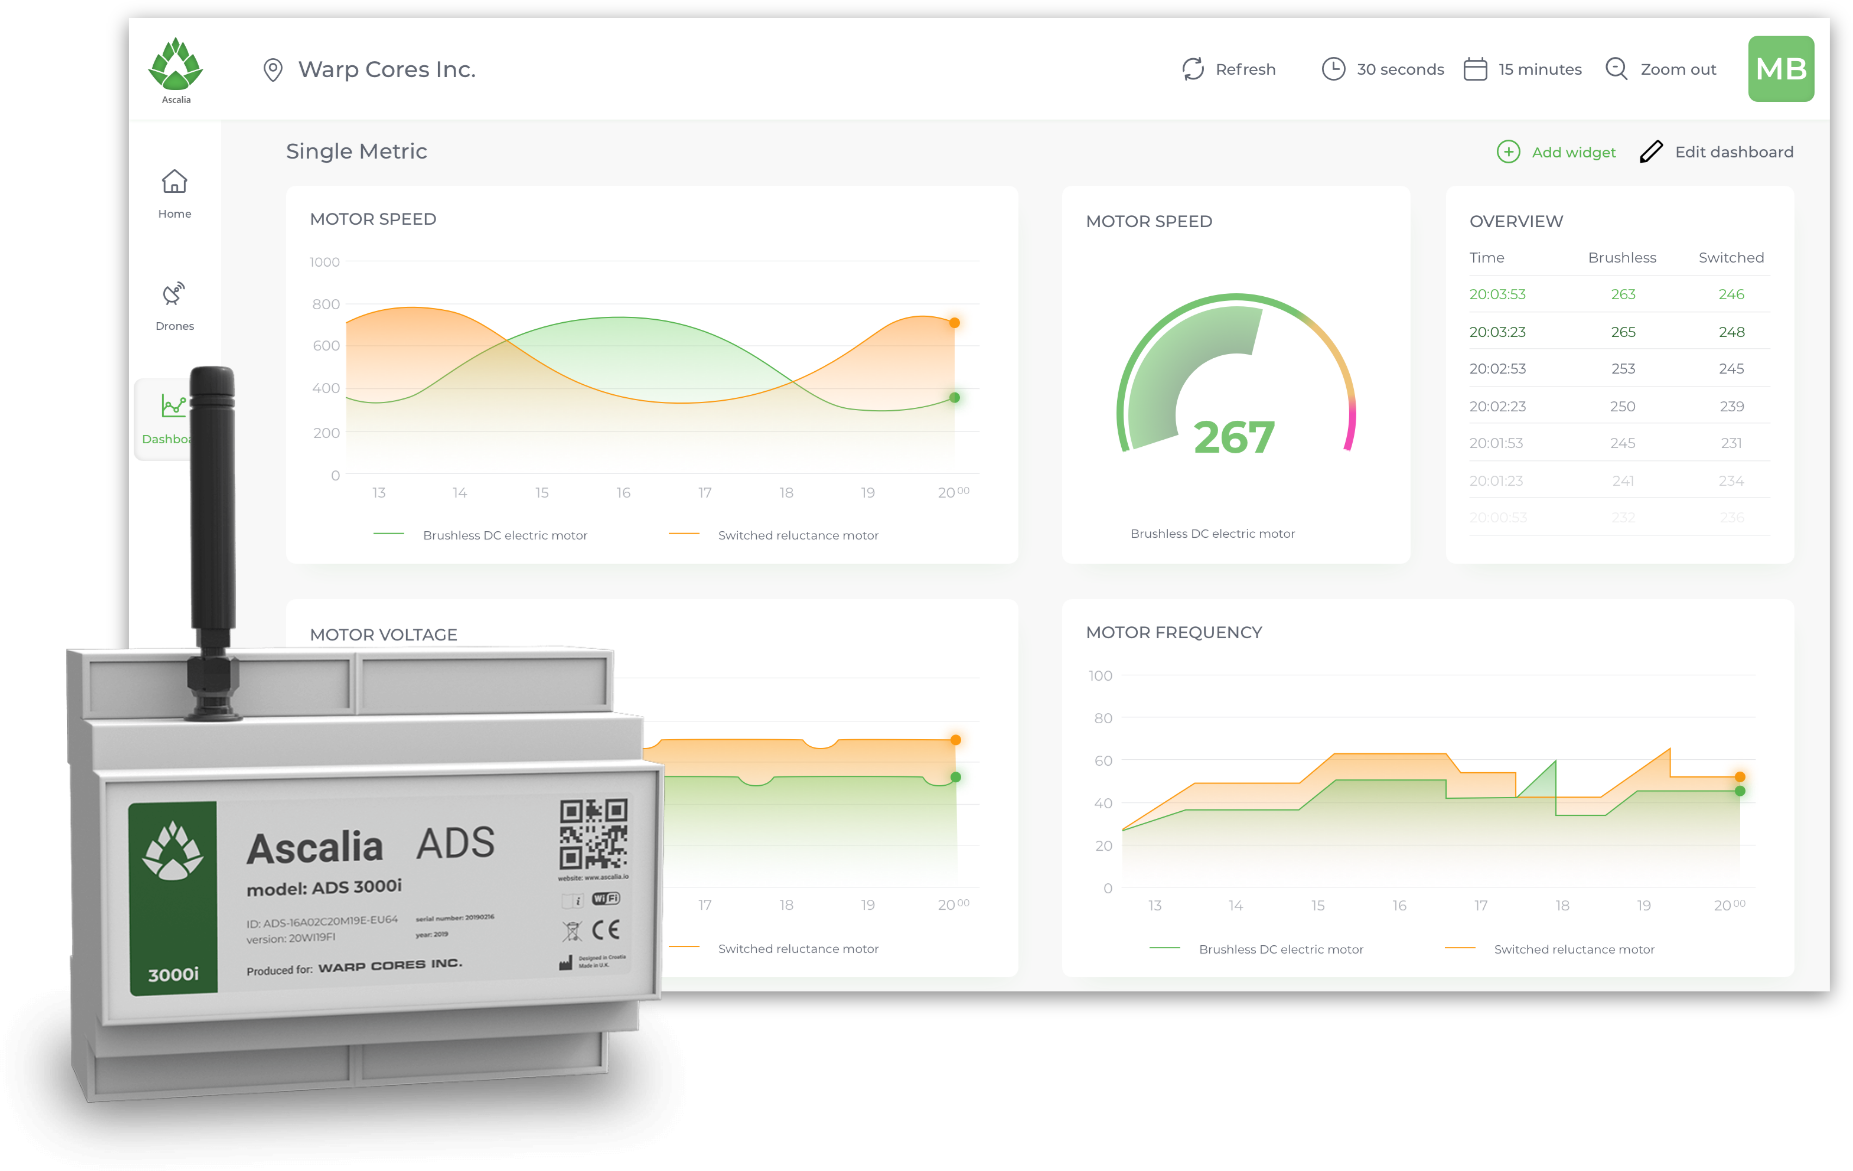 Ascalia
Warp Cores Inc.
Refresh
30 seconds
15 minutes
Zoom out
MB
Single Metric
Add widget
Edit dashboard
Home
Drones
Dashboa
MOTOR SPEED
1000
800
600
400
200
0
13 14 15 16 17 18 19 20 00
Brushless DC electric motor
Switched reluctance motor
MOTOR SPEED
267
Brushless DC electric motor
OVERVIEW
Time Brushless Switched
20:03:53 263 246
20:03:23 265 248
20:02:53 253 245
20:02:23 250 239
20:01:53 245 231
20:01:23 241 234
20:00:53 232 236
MOTOR VOLTAGE
17 18 19 20 00
Switched reluctance motor
MOTOR FREQUENCY
100
80
60
40
20
0
13 14 15 16 17 18 19 20 00
Brushless DC electric motor
Switched reluctance motor
Ascalia ADS
model: ADS 3000i
ID: ADS-16A02C20M19E-EU64
version: 20WI19FI
serial number: 20190216
year: 2019
Produced for: WARP CORES INC.
3000i
website: www.ascalia.io
i
WiFi
CE
Designed in Croatia
Made in U.K.